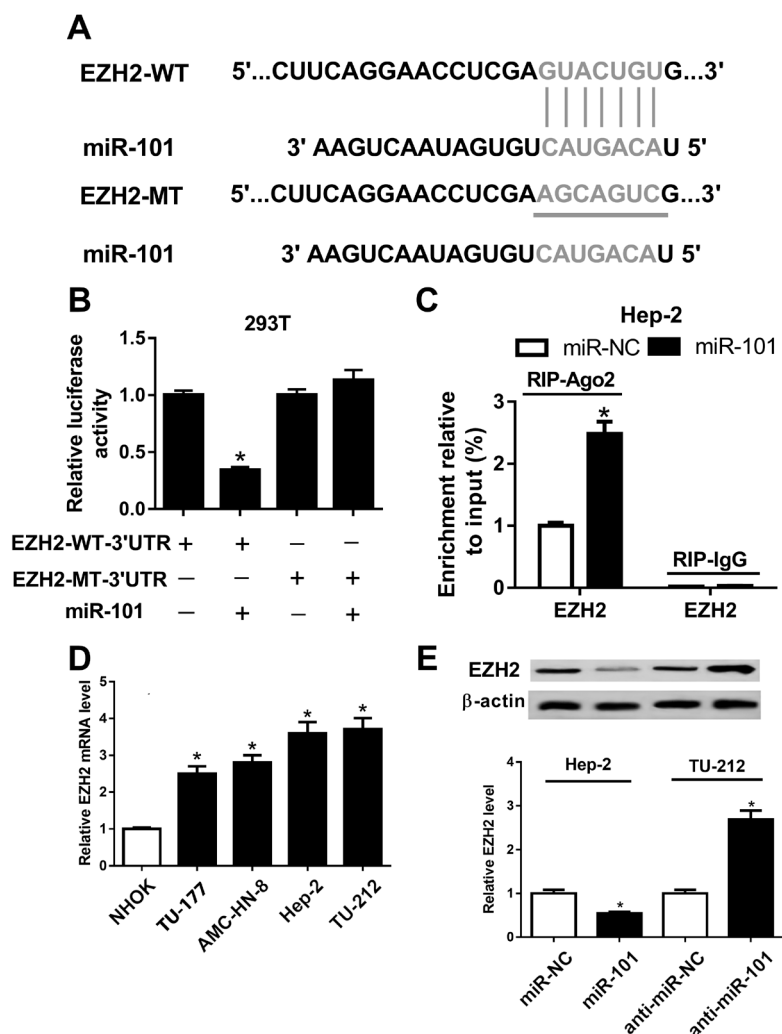 A
EZH2-WT 5'...CUUCAGGAACCUCGAGUACUGUG...3'
miR-101 3' AAGUCAAUAGUGUCAUGACAU 5'
EZH2-MT 5'...CUUCAGGAACCUCGAAGCAGUCG...3'
miR-101 3' AAGUCAAUAGUGUCAUGACAU 5'
B
293T
Relative luciferase
activity
1.5
1.0
0.5
0.0
*
EZH2-WT-3'UTR + + – –
EZH2-MT-3'UTR – – + +
miR-101 – + – +
C
Hep-2
miR-NC miR-101
RIP-Ago2
*
RIP-IgG
Enrichment relative
to input (%)
3
2
1
0
EZH2 EZH2
D
Relative EZH2 mRNA level
5
4
3
2
1
0
* * * *
NHOK TU-177 AMC-HN-8 Hep-2 TU-212
E
EZH2
β-actin
Hep-2 TU-212
Relative EZH2 level
4
3
2
1
0
* *
miR-NC miR-101 anti-miR-NC anti-miR-101